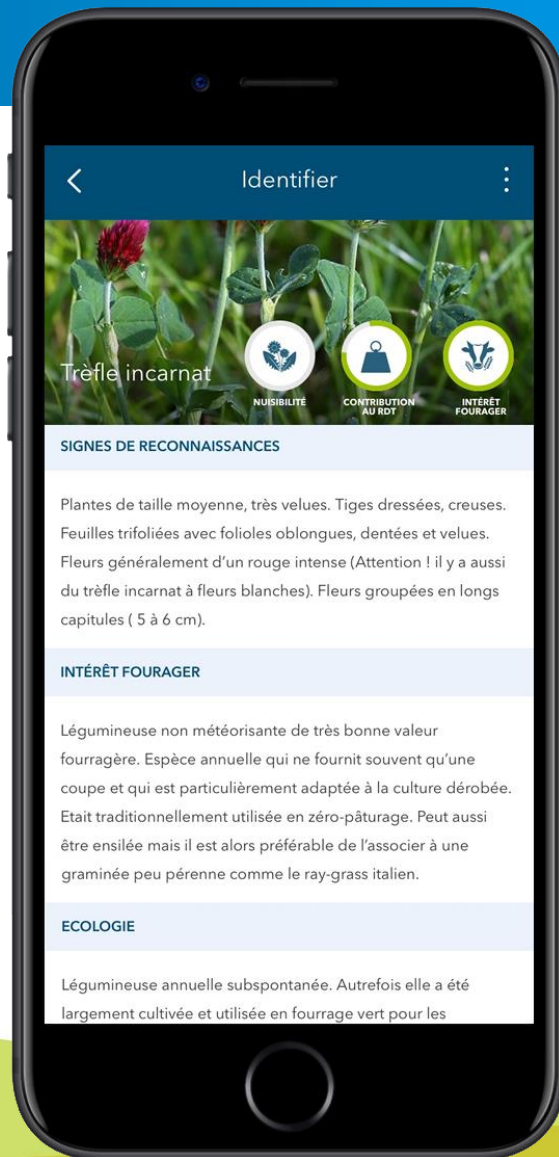 Identifier
Trèfle incarnat
NUISIBILITÉ
CONTRIBUTION
AU RDT
INTÉRÊT
FOURAGER
SIGNES DE RECONNAISSANCES
Plantes de taille moyenne, très velues. Tiges dressées, creuses.
Feuilles trifoliées avec folioles oblongues, dentées et velues.
Fleurs généralement d'un rouge intense (Attention ! il y a aussi
du trèfle incarnat à fleurs blanches). Fleurs groupées en longs
capitules ( 5 à 6 cm).
INTÉRÊT FOURAGER
Légumineuse non météorisante de très bonne valeur
fourragère. Espèce annuelle qui ne fournit souvent qu'une
coupe et qui est particulièrement adaptée à la culture dérobée.
Etait traditionnellement utilisée en zéro-pâturage. Peut aussi
être ensilée mais il est alors préférable de l'associer à une
graminée peu pérenne comme le ray-grass italien.
ECOLOGIE
Légumineuse annuelle subspontanée. Autrefois elle a été
largement cultivée et utilisée en fourrage vert pour les